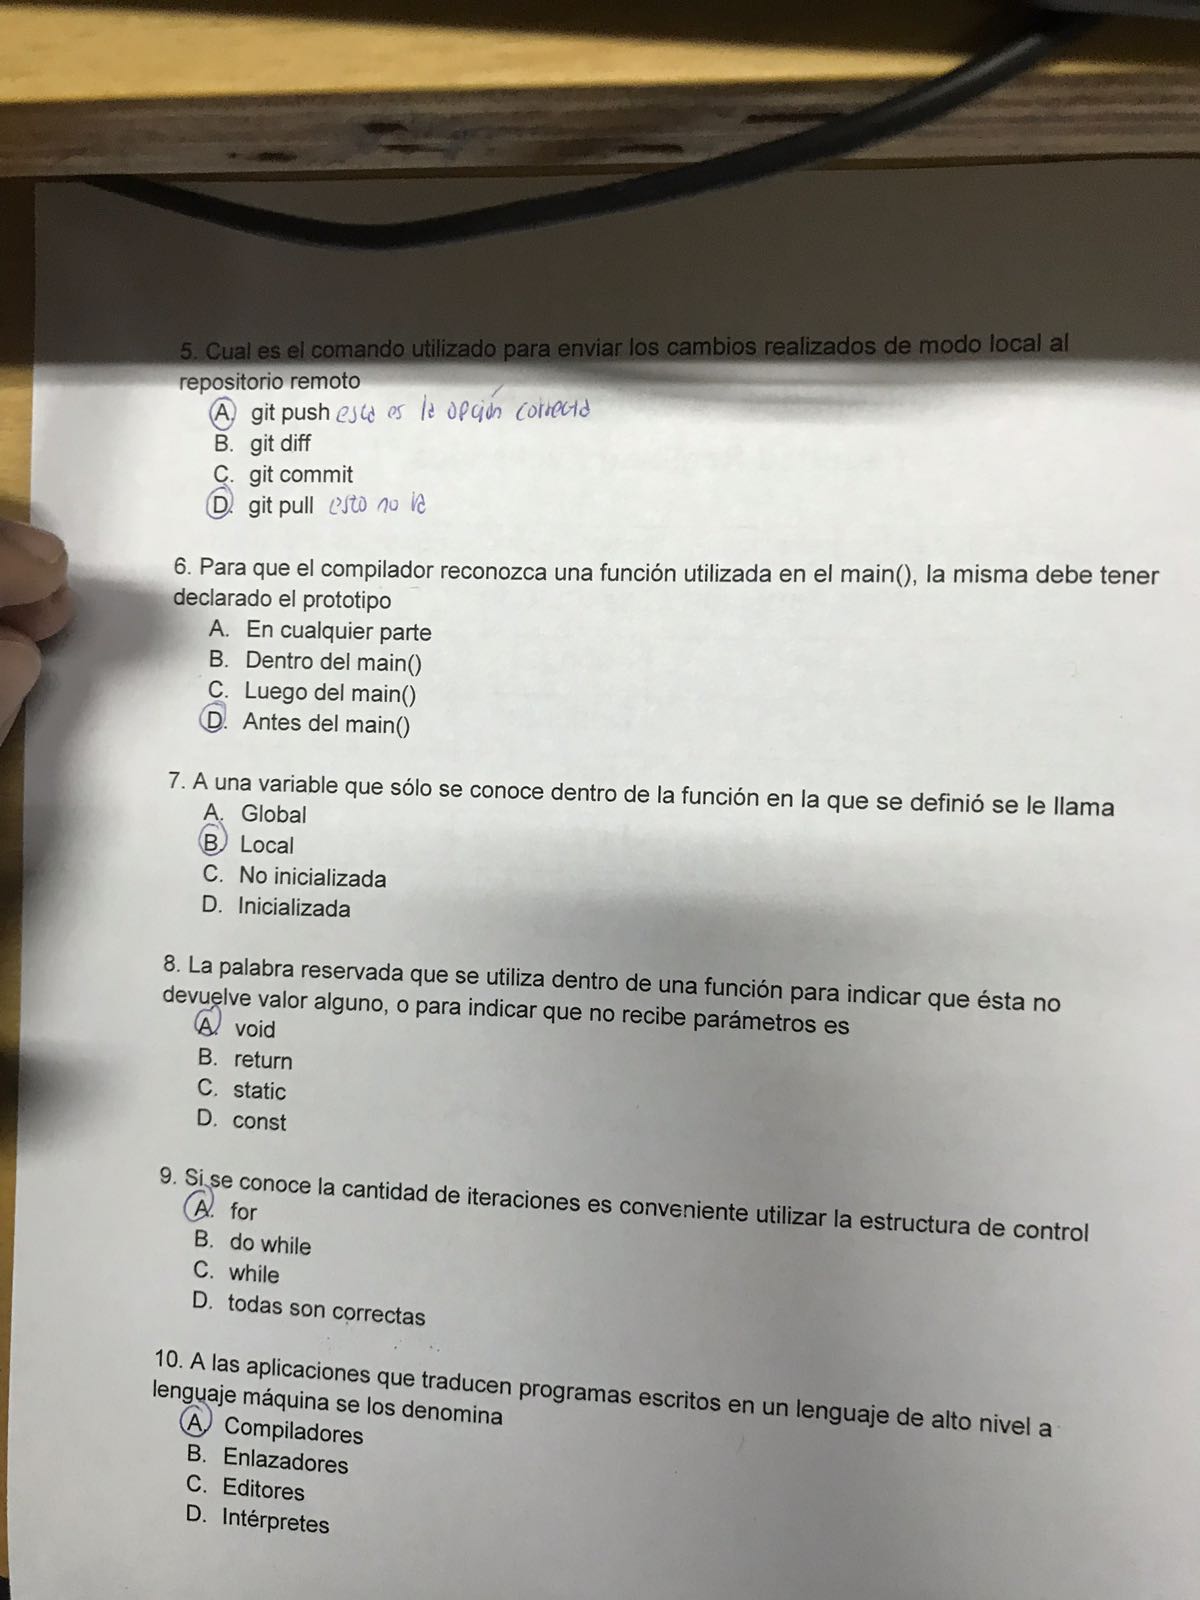 5. Cual es el comando utilizado para enviar los cambios realizados de modo local al
repositorio remoto
A. git push esta es la opción correcta
B. git diff
C. git commit
D. git pull esto no va
6. Para que el compilador reconozca una función utilizada en el main(), la misma debe tener
declarado el prototipo
A. En cualquier parte
B. Dentro del main()
C. Luego del main()
D. Antes del main()
7. A una variable que sólo se conoce dentro de la función en la que se definió se le llama
A. Global
B. Local
C. No inicializada
D. Inicializada
8. La palabra reservada que se utiliza dentro de una función para indicar que ésta no
devuelve valor alguno, o para indicar que no recibe parámetros es
A. void
B. return
C. static
D. const
9. Si se conoce la cantidad de iteraciones es conveniente utilizar la estructura de control
A. for
B. do while
C. while
D. todas son correctas
10. A las aplicaciones que traducen programas escritos en un lenguaje de alto nivel a
lenguaje máquina se los denomina
A. Compiladores
B. Enlazadores
C. Editores
D. Intérpretes